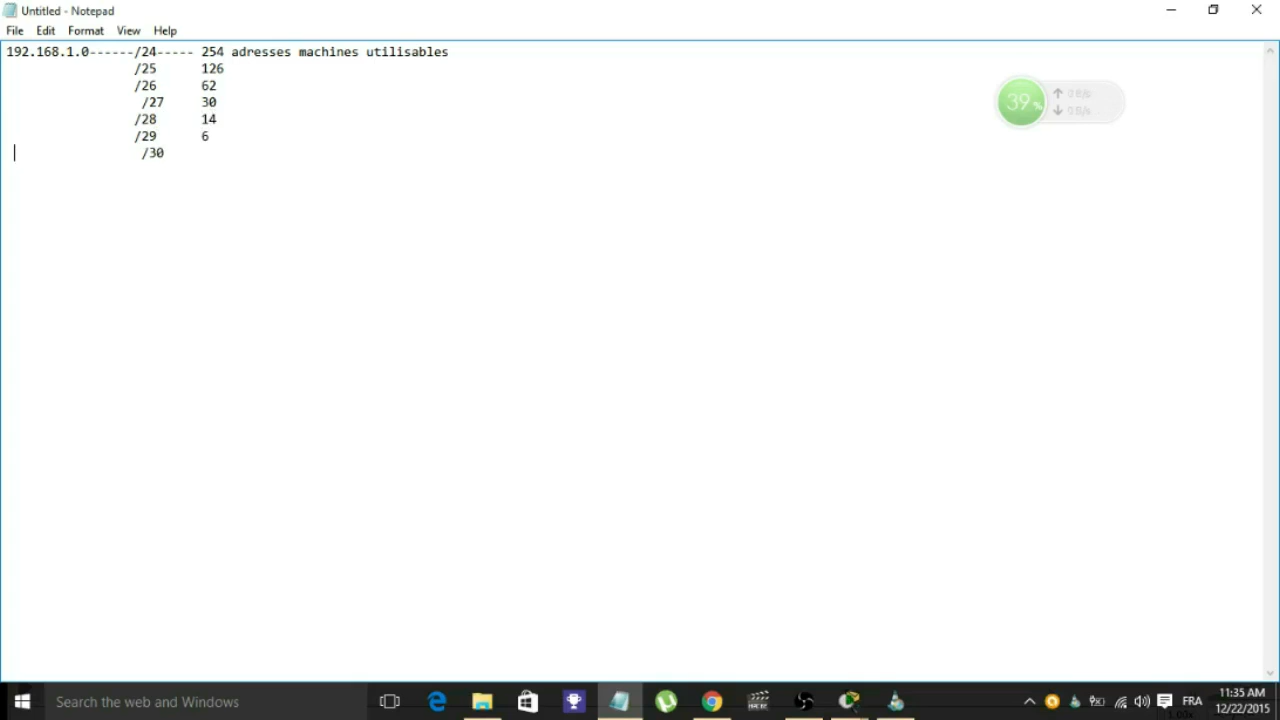 Untitled - Notepad
File Edit Format View Help
192.168.1.0------/24----- 254 adresses machines utilisables
/25 126
/26 62
/27 30
/28 14
/29 6
/30
39 %
Search the web and Windows
FRA
11:35 AM
12/22/2015